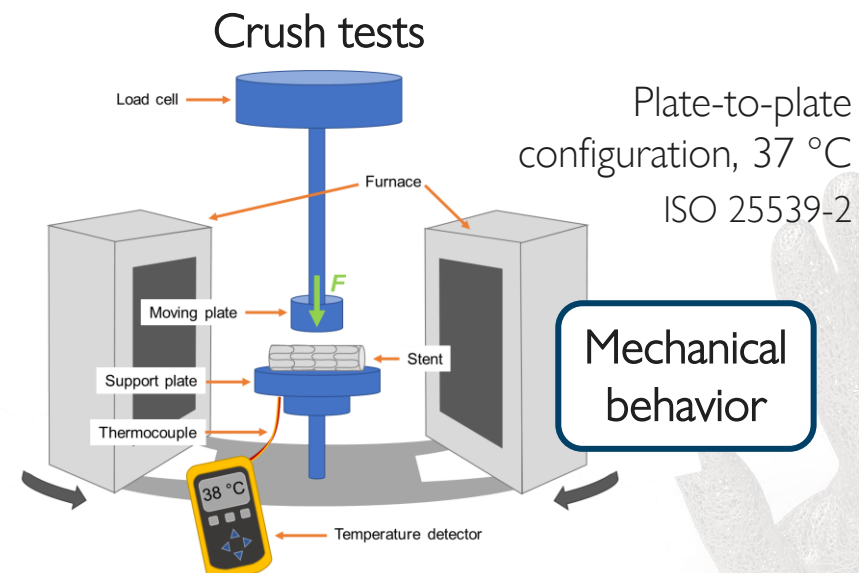 Crush tests
Load cell
Plate-to-plate
configuration, 37 °C
ISO 25539-2
Furnace
F
Moving plate
Stent
Support plate
Thermocouple
38 °C
Temperature detector
Mechanical
behavior